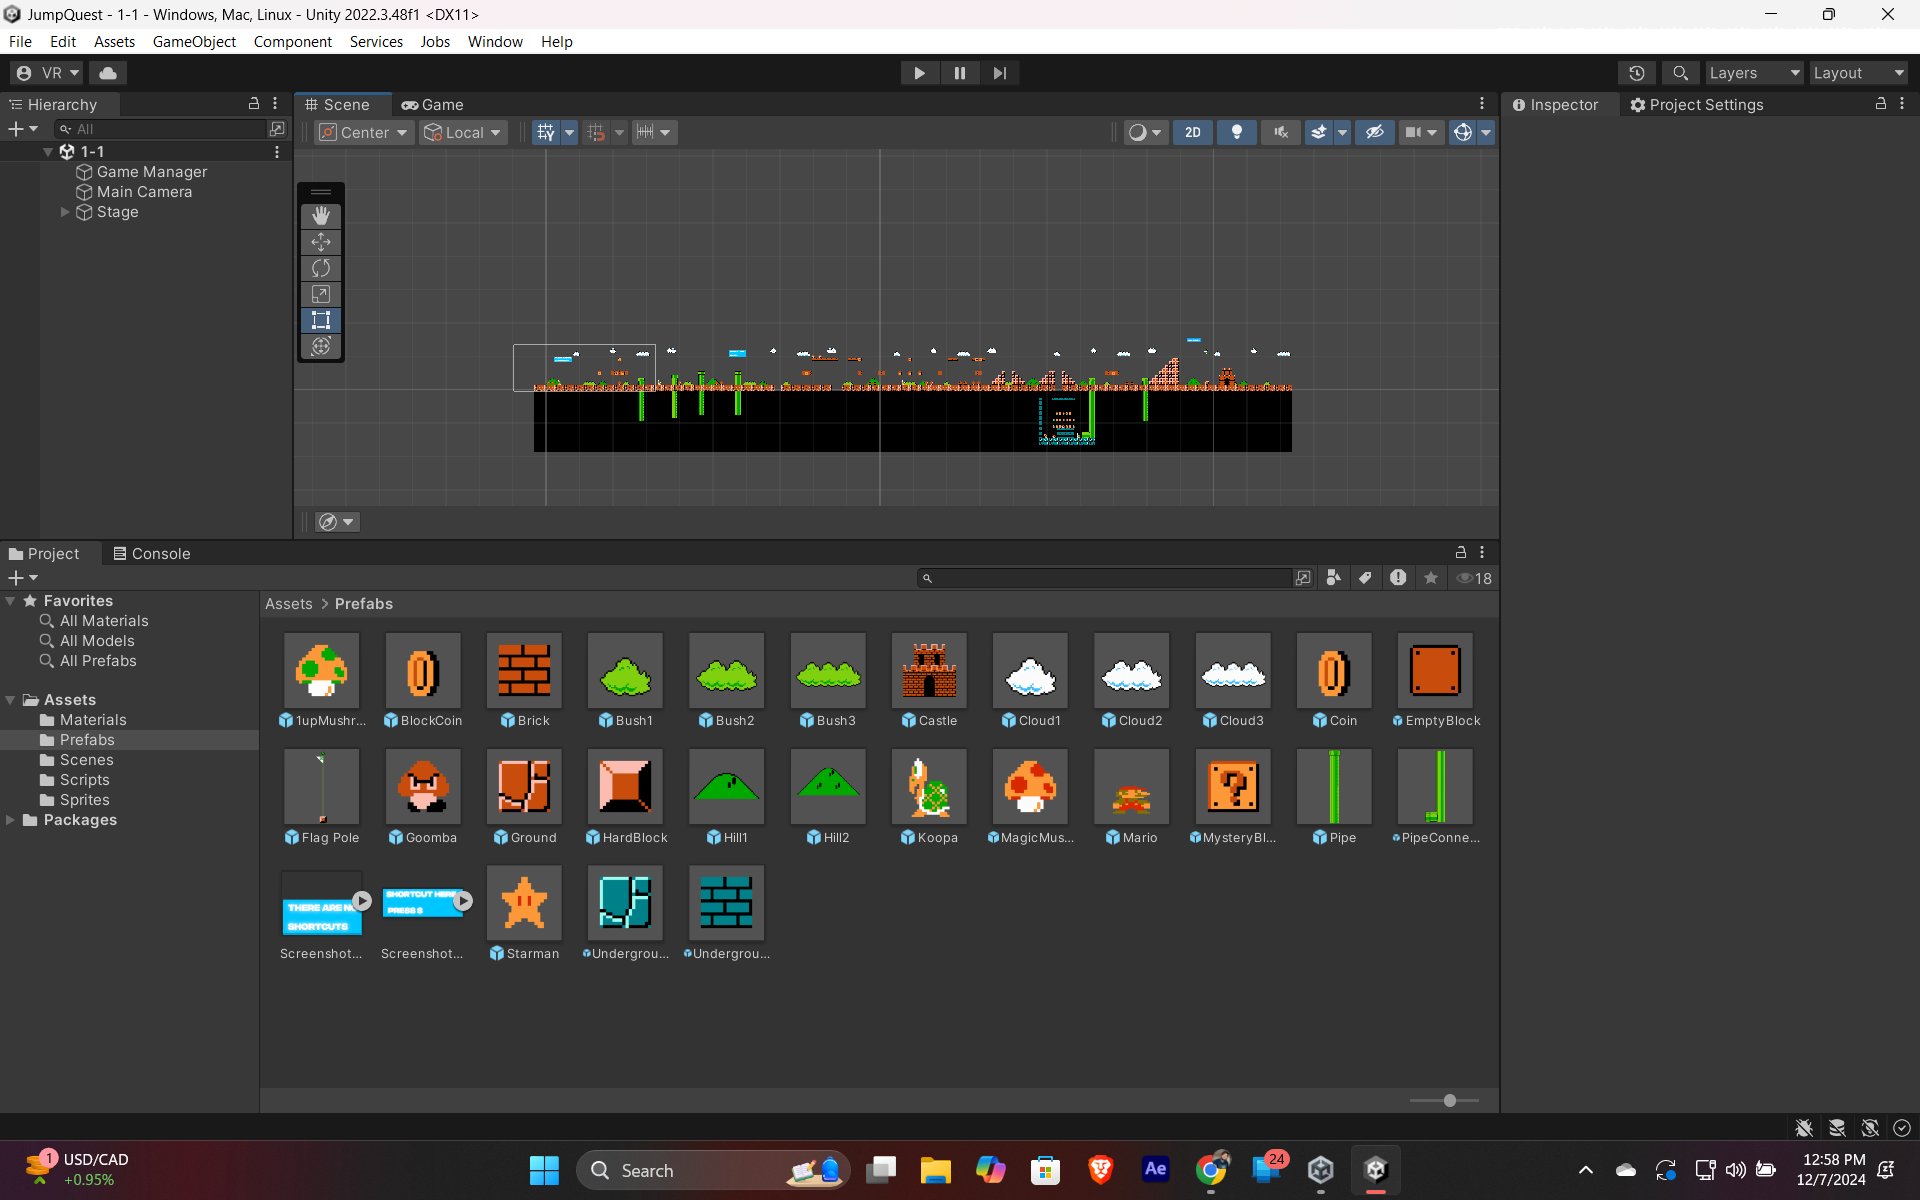 JumpQuest - 1-1 - Windows, Mac, Linux - Unity 2022.3.48f1 <DX11>
File Edit Assets GameObject Component Services Jobs Window Help
VR Layers Layout
Hierarchy Scene Game Inspector Project Settings
All Center Local 2D
1-1
Game Manager
Main Camera
Stage
Project Console
18
Favorites
All Materials
All Models
All Prefabs
Assets
Materials
Prefabs
Scenes
Scripts
Sprites
Packages
Assets > Prefabs
1upMushr... BlockCoin Brick Bush1 Bush2 Bush3 Castle Cloud1 Cloud2 Cloud3 Coin EmptyBlock
Flag Pole Goomba Ground HardBlock Hill1 Hill2 Koopa MagicMus... Mario MysteryBl... Pipe PipeConne...
THERE ARE NO
SHORTCUTS
SHORTCUT HERE
PRESS S
Screenshot... Screenshot... Starman Undergrou... Undergrou...
1
USD/CAD
+0.95%
Search
Ae
24
12:58 PM
12/7/2024